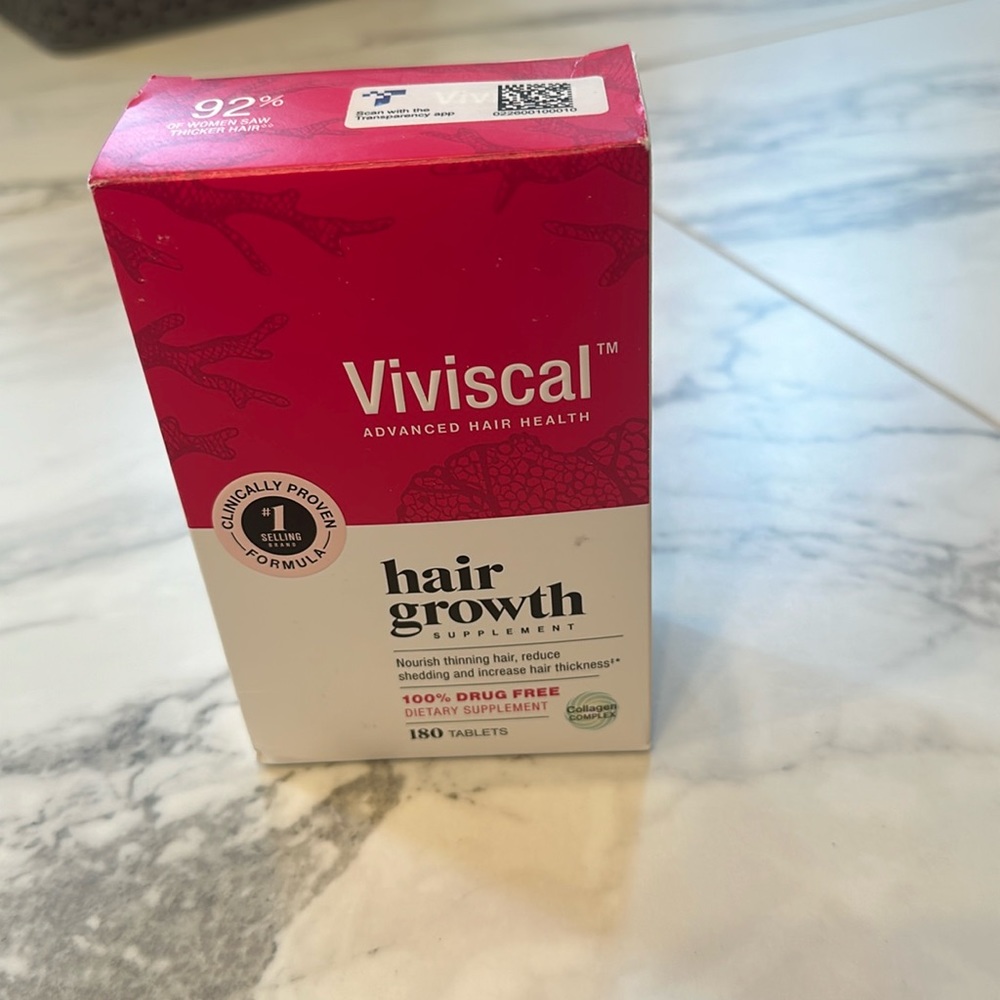 92%
OF WOMEN SAW
THICKER HAIR
Scan with the
Transparency app
Viviscal™
ADVANCED HAIR HEALTH
CLINICALLY PROVEN
#1
SELLING
BRAND
FORMULA
hair
growth
SUPPLEMENT
Nourish thinning hair, reduce
shedding and increase hair thickness‡*
100% DRUG FREE
DIETARY SUPPLEMENT
Collagen
COMPLEX
180 TABLETS